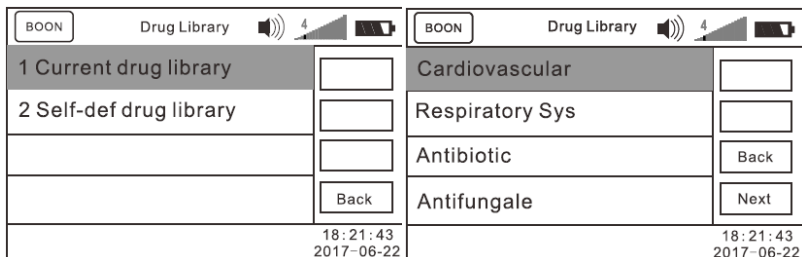 BOON Drug Library 4
1 Current drug library
2 Self-def drug library
Back
18:21:43
2017-06-22
BOON Drug Library 4
Cardiovascular
Respiratory Sys
Antibiotic Back
Antifungale Next
18:21:43
2017-06-22